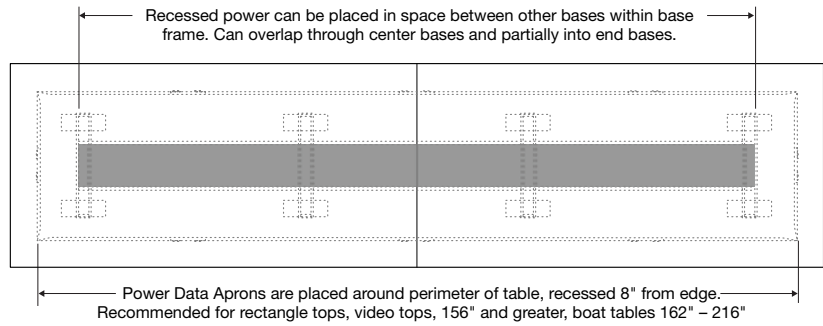 Recessed power can be placed in space between other bases within base
frame. Can overlap through center bases and partially into end bases.
Power Data Aprons are placed around perimeter of table, recessed 8" from edge.
Recommended for rectangle tops, video tops, 156" and greater, boat tables 162" – 216"